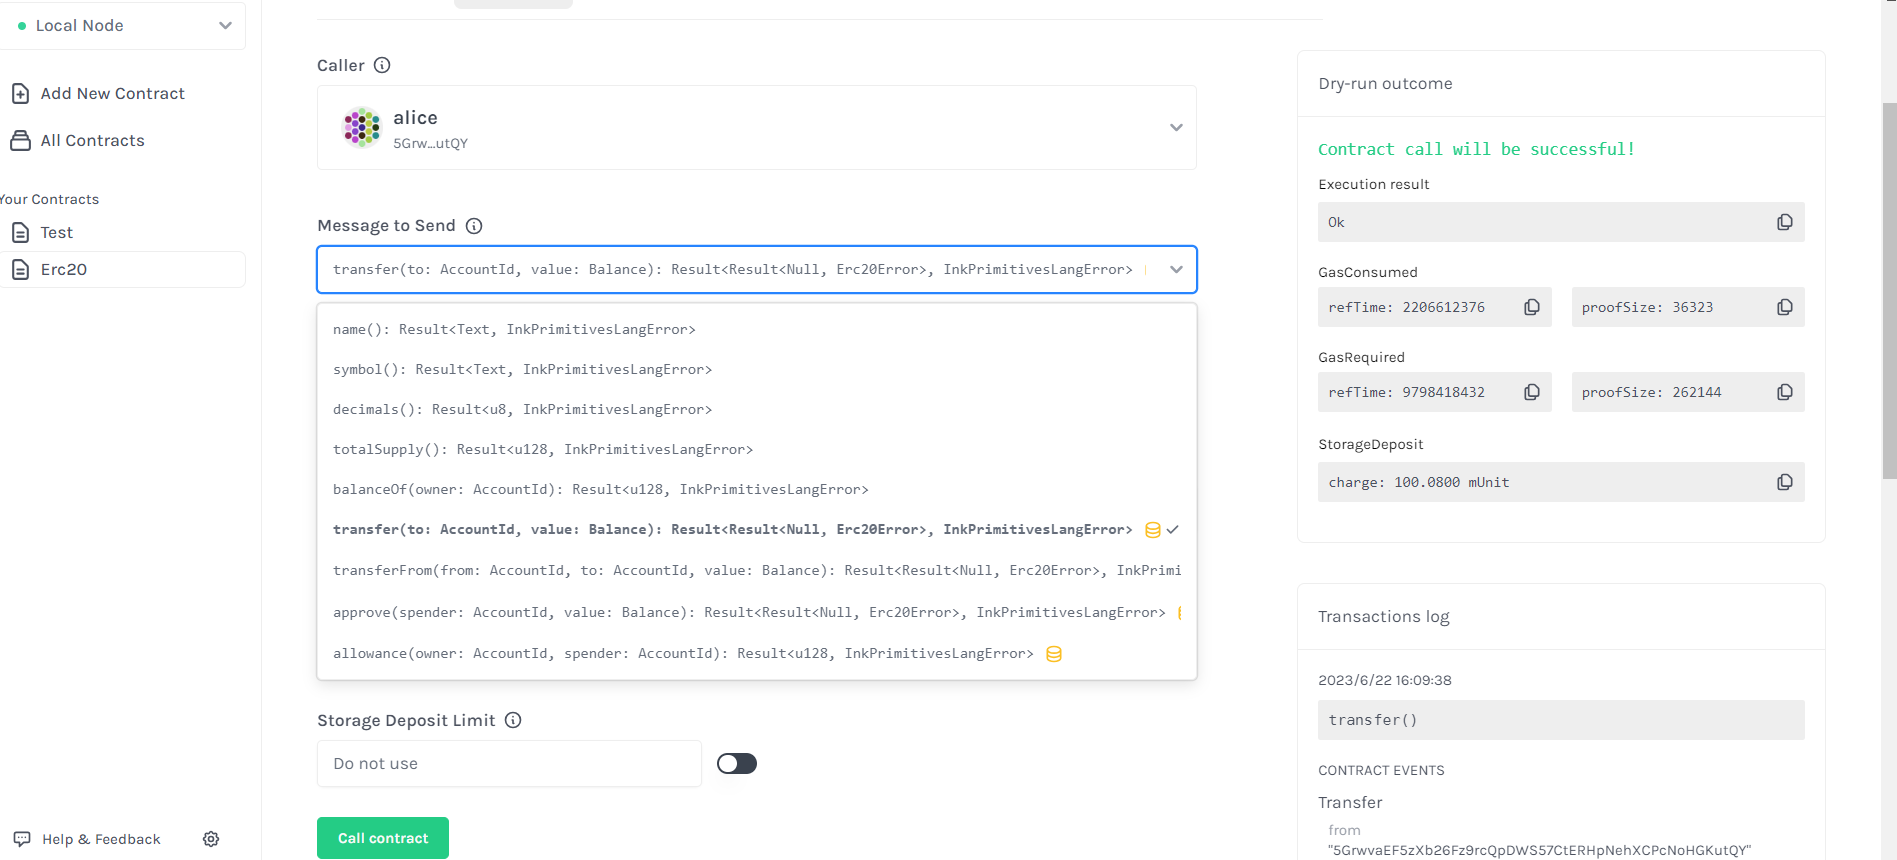 Local Node
Add New Contract
All Contracts
Your Contracts
Test
Erc20
Help & Feedback
Caller
alice
5Grw...utQY
Message to Send
transfer(to: AccountId, value: Balance): Result<Result<Null, Erc20Error>, InkPrimitivesLangError>
name(): Result<Text, InkPrimitivesLangError>
symbol(): Result<Text, InkPrimitivesLangError>
decimals(): Result<u8, InkPrimitivesLangError>
totalSupply(): Result<u128, InkPrimitivesLangError>
balanceOf(owner: AccountId): Result<u128, InkPrimitivesLangError>
transfer(to: AccountId, value: Balance): Result<Result<Null, Erc20Error>, InkPrimitivesLangError>
transferFrom(from: AccountId, to: AccountId, value: Balance): Result<Result<Null, Erc20Error>, InkPrimi
approve(spender: AccountId, value: Balance): Result<Result<Null, Erc20Error>, InkPrimitivesLangError>
allowance(owner: AccountId, spender: AccountId): Result<u128, InkPrimitivesLangError>
Storage Deposit Limit
Do not use
Call contract
Dry-run outcome
Contract call will be successful!
Execution result
Ok
GasConsumed
refTime: 2206612376
proofSize: 36323
GasRequired
refTime: 9798418432
proofSize: 262144
StorageDeposit
charge: 100.0800 mUnit
Transactions log
2023/6/22 16:09:38
transfer()
CONTRACT EVENTS
Transfer
from
"5GrwvaEF5zXb26Fz9rcQpDWS57CtERHpNehXCPcNoHGKutQY"